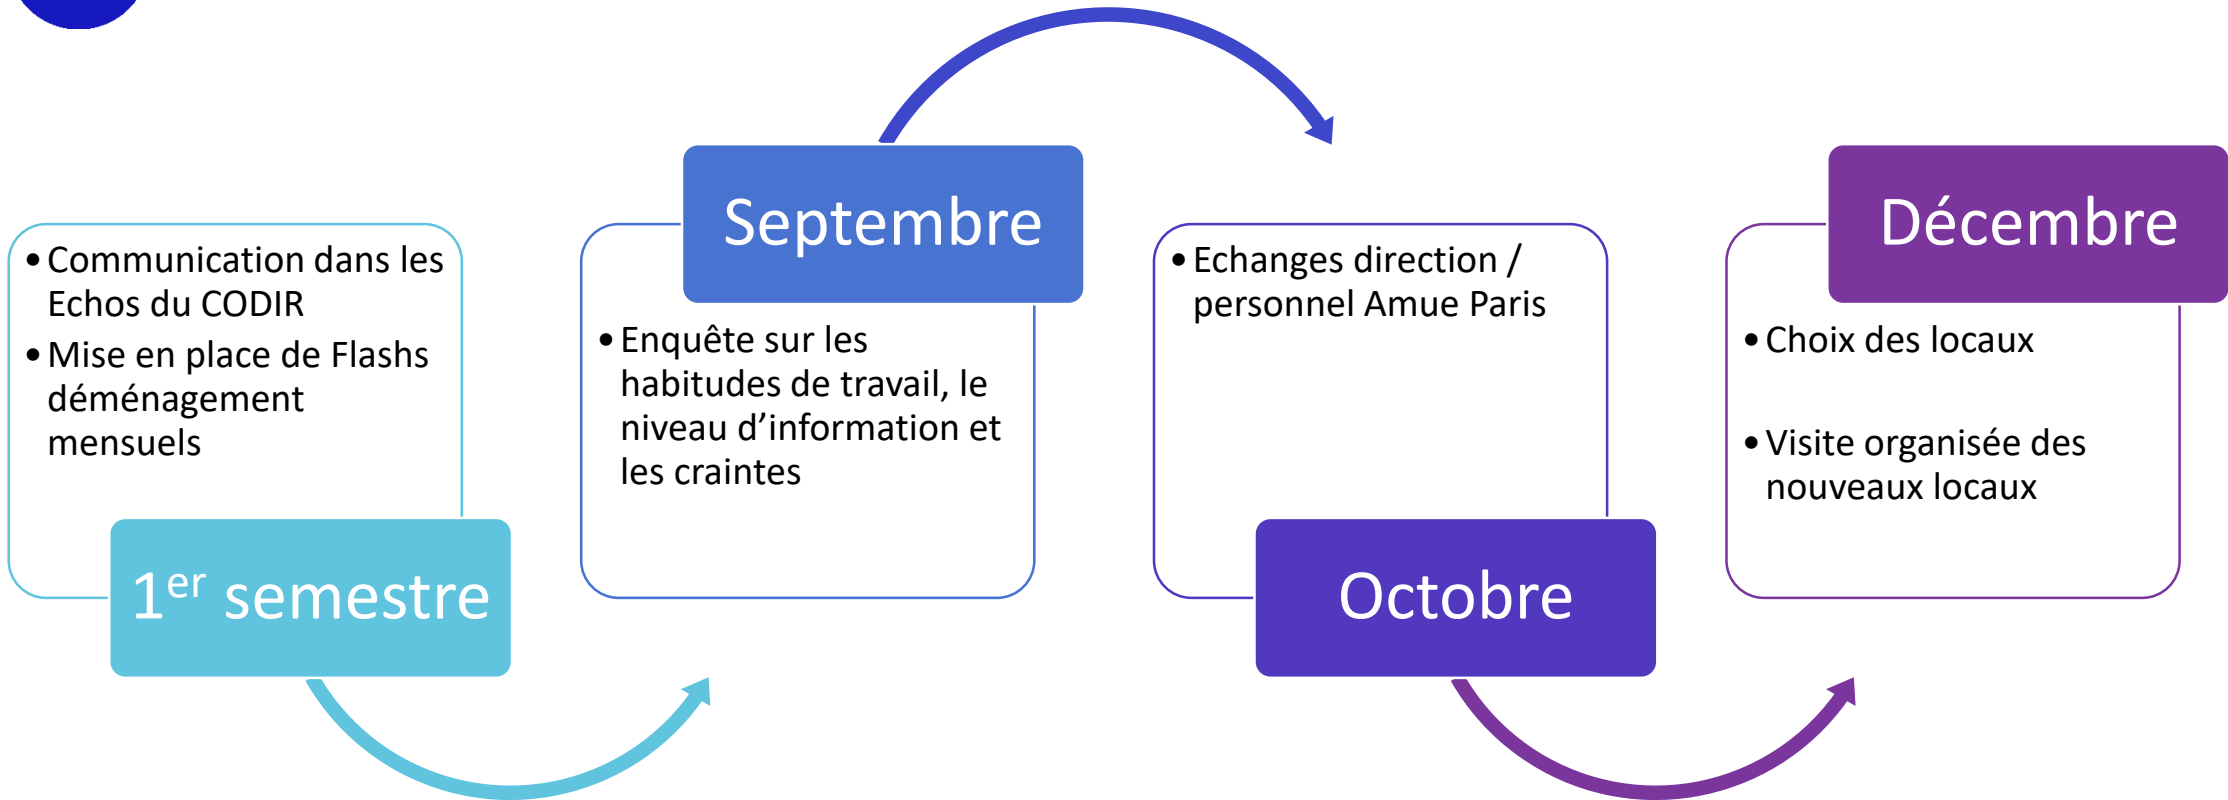 • Communication dans les
Echos du CODIR
• Mise en place de Flashs
déménagement
mensuels
1er semestre
Septembre
• Enquête sur les
habitudes de travail, le
niveau d’information et
les craintes
• Echanges direction /
personnel Amue Paris
Octobre
Décembre
• Choix des locaux
• Visite organisée des
nouveaux locaux